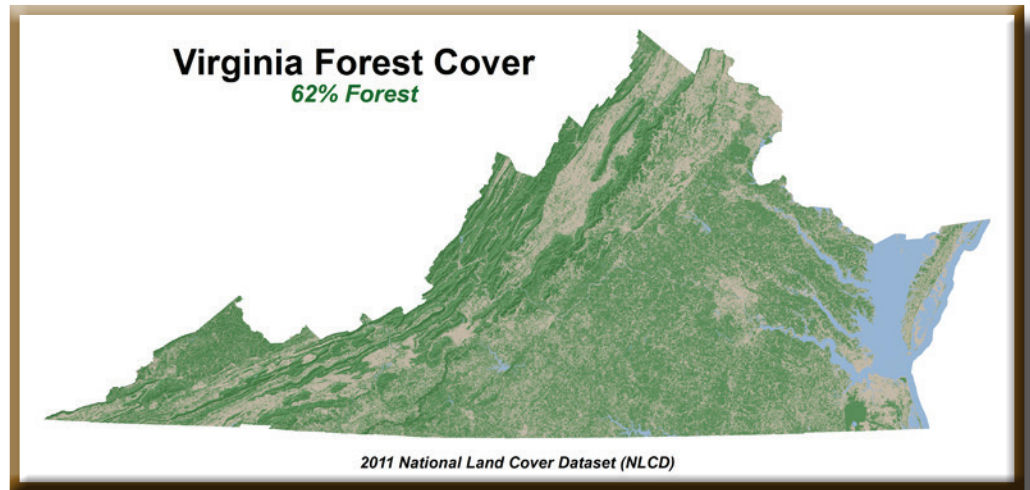 Virginia Forest Cover
62% Forest
2011 National Land Cover Dataset (NLCD)